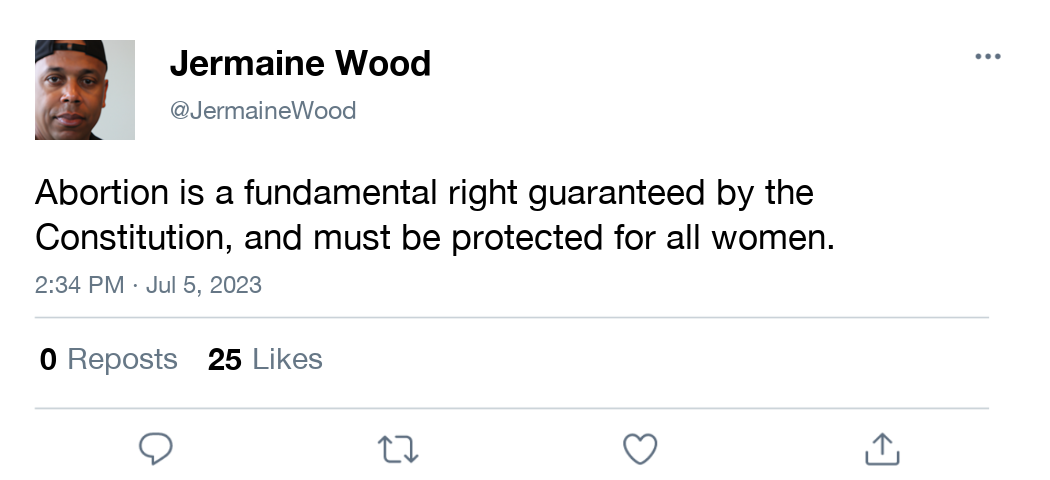 Jermaine Wood
@JermaineWood
Abortion is a fundamental right guaranteed by the
Constitution, and must be protected for all women.
2:34 PM · Jul 5, 2023
0 Reposts 25 Likes